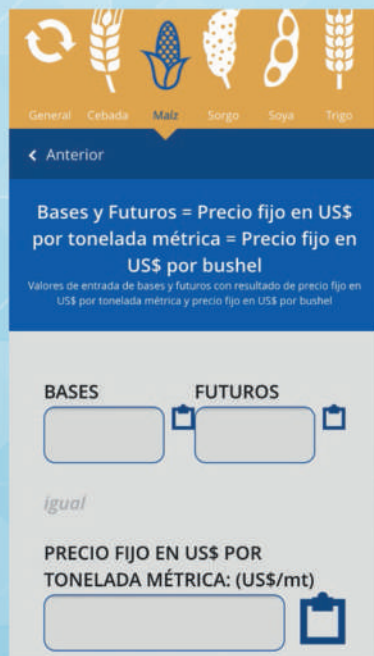 General Cebada Maíz Sorgo Soya Trigo
Anterior
Bases y Futuros = Precio fijo en US$
por tonelada métrica = Precio fijo en
US$ por bushel
Valores de entrada de bases y futuros con resultado de precio fijo en
US$ por tonelada métrica y precio fijo en US$ por bushel
BASES FUTUROS
igual
PRECIO FIJO EN US$ POR
TONELADA MÉTRICA: (US$/mt)